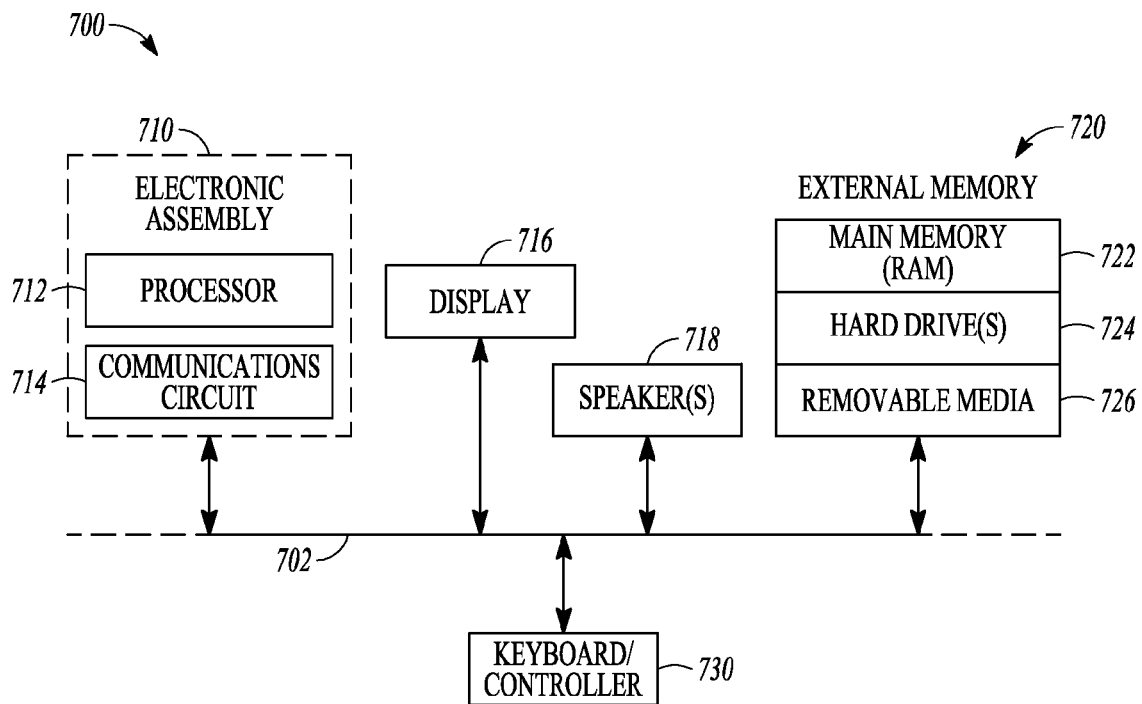 700
710
ELECTRONIC
ASSEMBLY
712
PROCESSOR
714
COMMUNICATIONS
CIRCUIT
716
DISPLAY
718
SPEAKER(S)
720
EXTERNAL MEMORY
MAIN MEMORY
(RAM)
722
HARD DRIVE(S)
724
REMOVABLE MEDIA
726
702
KEYBOARD/
CONTROLLER
730